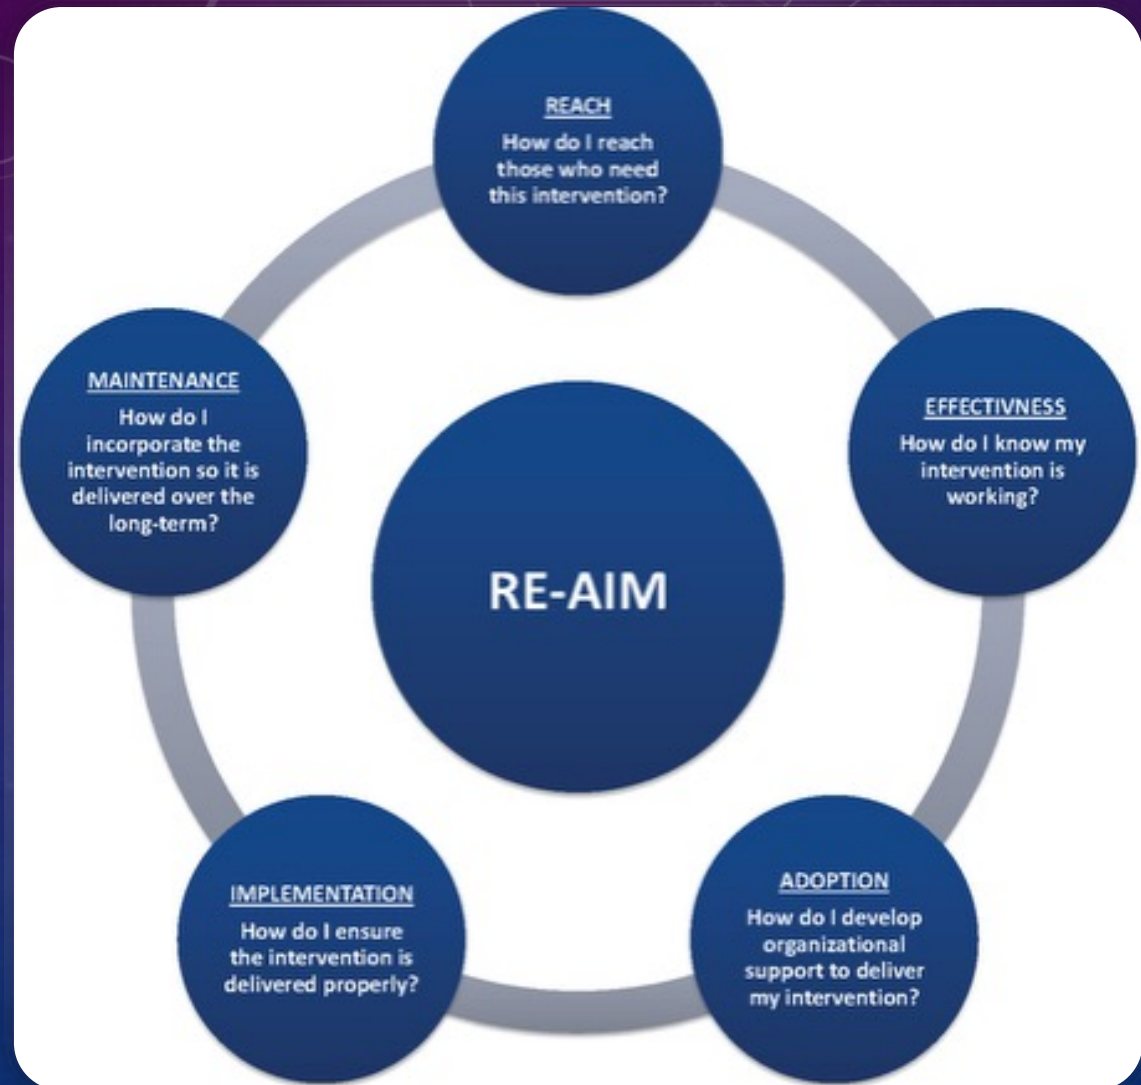 REACH
How do I reach
those who need
this intervention?
EFFECTIVNESS
How do I know my
intervention is
working?
ADOPTION
How do I develop
organizational
support to deliver
my intervention?
IMPLEMENTATION
How do I ensure
the intervention is
delivered properly?
MAINTENANCE
How do I
incorporate the
intervention so it is
delivered over the
long-term?
RE-AIM